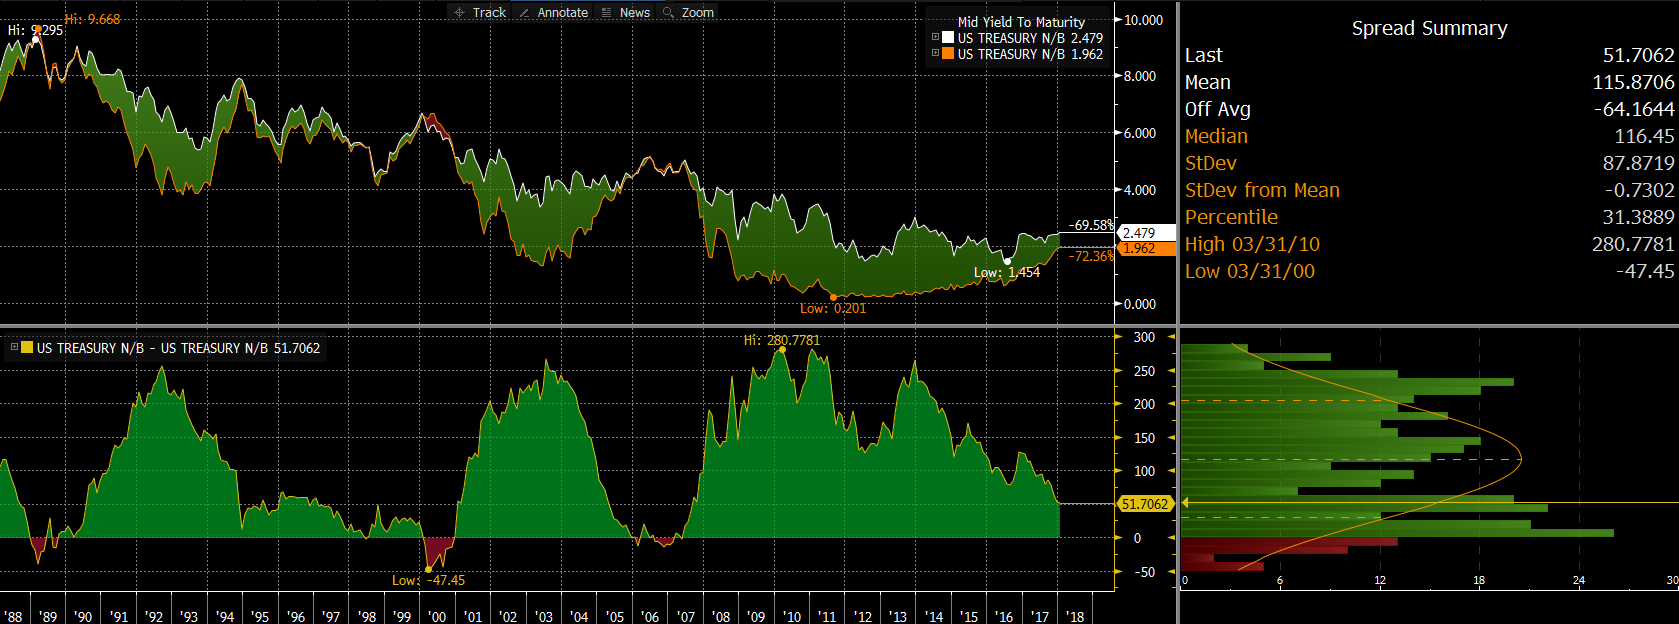 Track Annotate News Zoom
Hi: 9.668
Hi: 9.295
Mid Yield To Maturity
US TREASURY N/B 2.479
US TREASURY N/B 1.962
10.000
8.000
6.000
4.000
0.000
-69.58%
2.479
1.962
-72.36%
Low: 1.454
Low: 0.201
Spread Summary
Last 51.7062
Mean 115.8706
Off Avg -64.1644
Median 116.45
StDev 87.8719
StDev from Mean -0.7302
Percentile 31.3889
High 03/31/10 280.7781
Low 03/31/00 -47.45
US TREASURY N/B - US TREASURY N/B 51.7062
Hi: 280.7781
Low: -47.45
300
250
200
150
100
51.7062
0
-50
'88 '89 '90 '91 '92 '93 '94 '95 '96 '97 '98 '99 '00 '01 '02 '03 '04 '05 '06 '07 '08 '09 '10 '11 '12 '13 '14 '15 '16 '17 '18
0 6 12 18 24 30